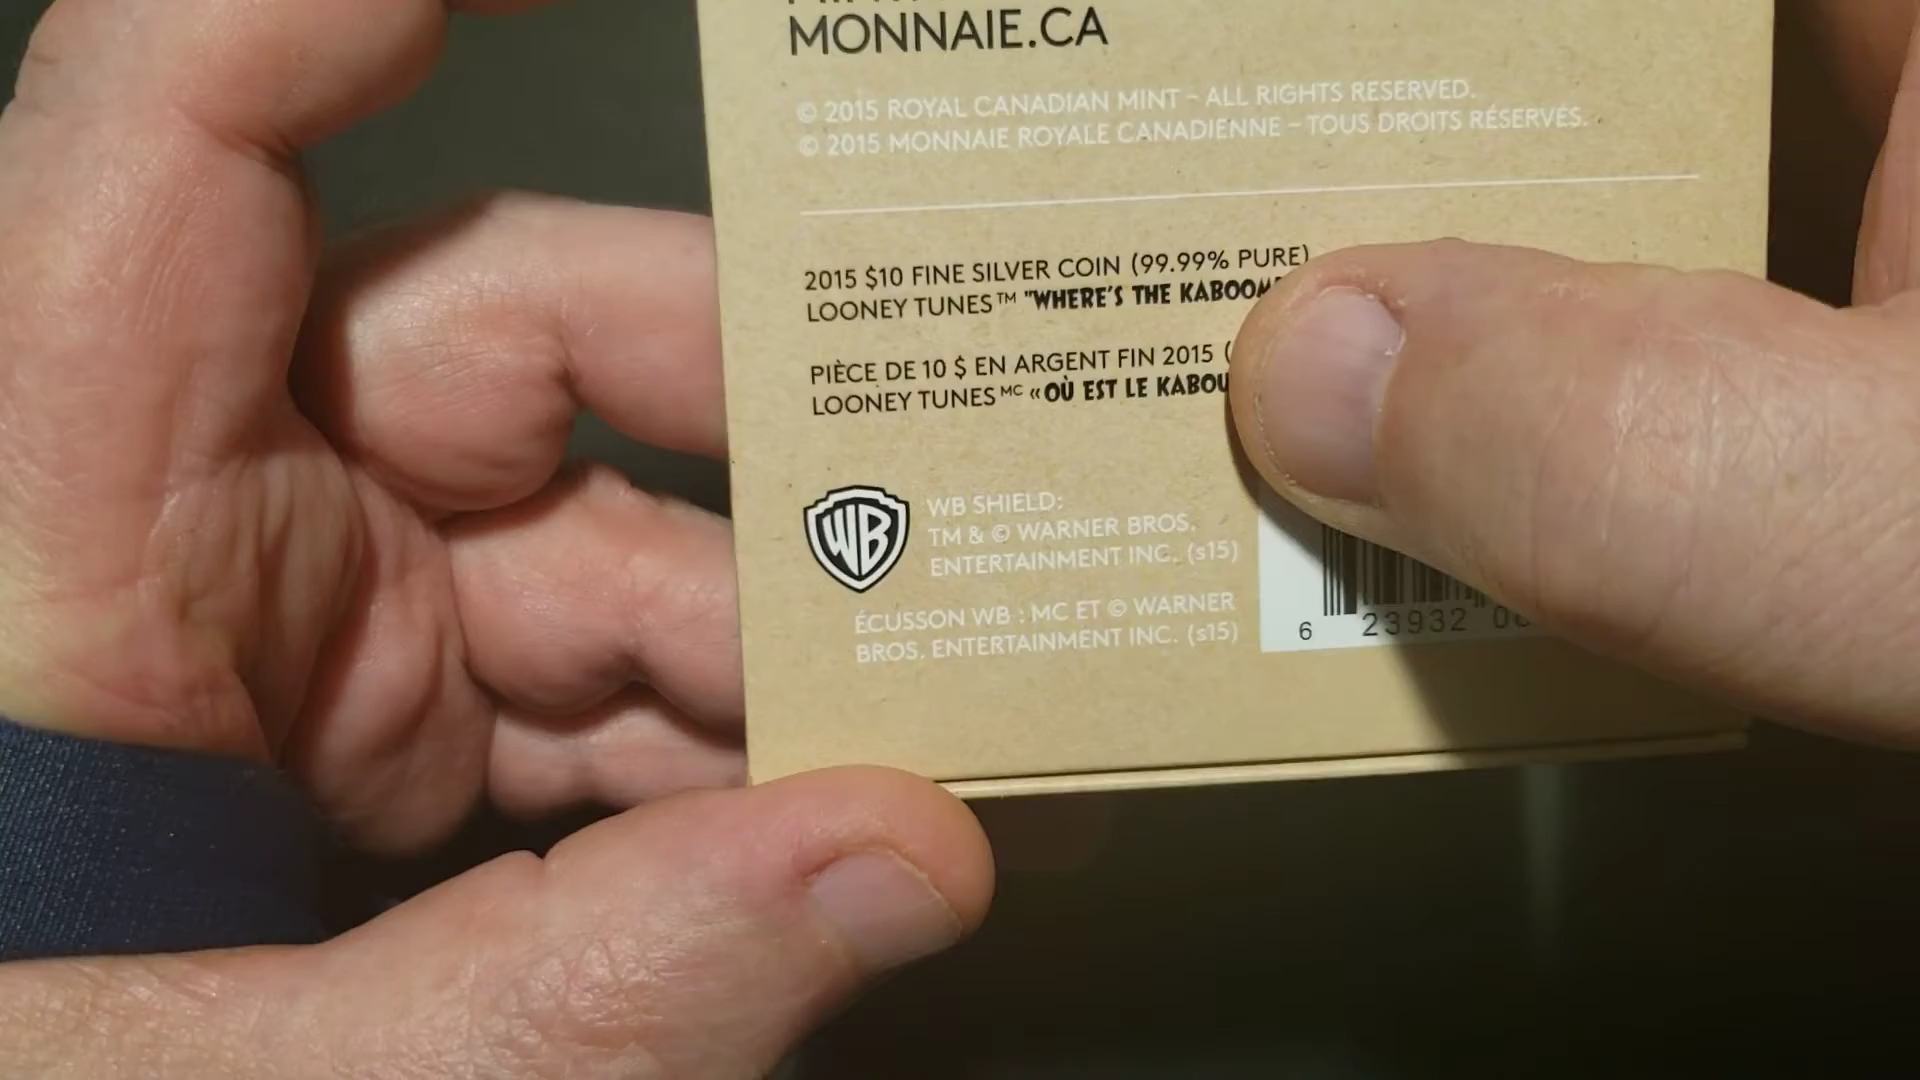 MONNAIE.CA
© 2015 ROYAL CANADIAN MINT – ALL RIGHTS RESERVED.
© 2015 MONNAIE ROYALE CANADIENNE – TOUS DROITS RÉSERVÉS.
2015 $10 FINE SILVER COIN (99.99% PURE)
LOONEY TUNES™ "WHERE'S THE
PIÈCE DE 10 $ EN ARGENT FIN 2015 (
LOONEY TUNES MC «OÙ EST LE
WB
WB SHIELD:
TM & © WARNER BROS.
ENTERTAINMENT INC. (s15)
ÉCUSSON WB : MC ET © WARNER
BROS. ENTERTAINMENT INC. (s15)
6 23932